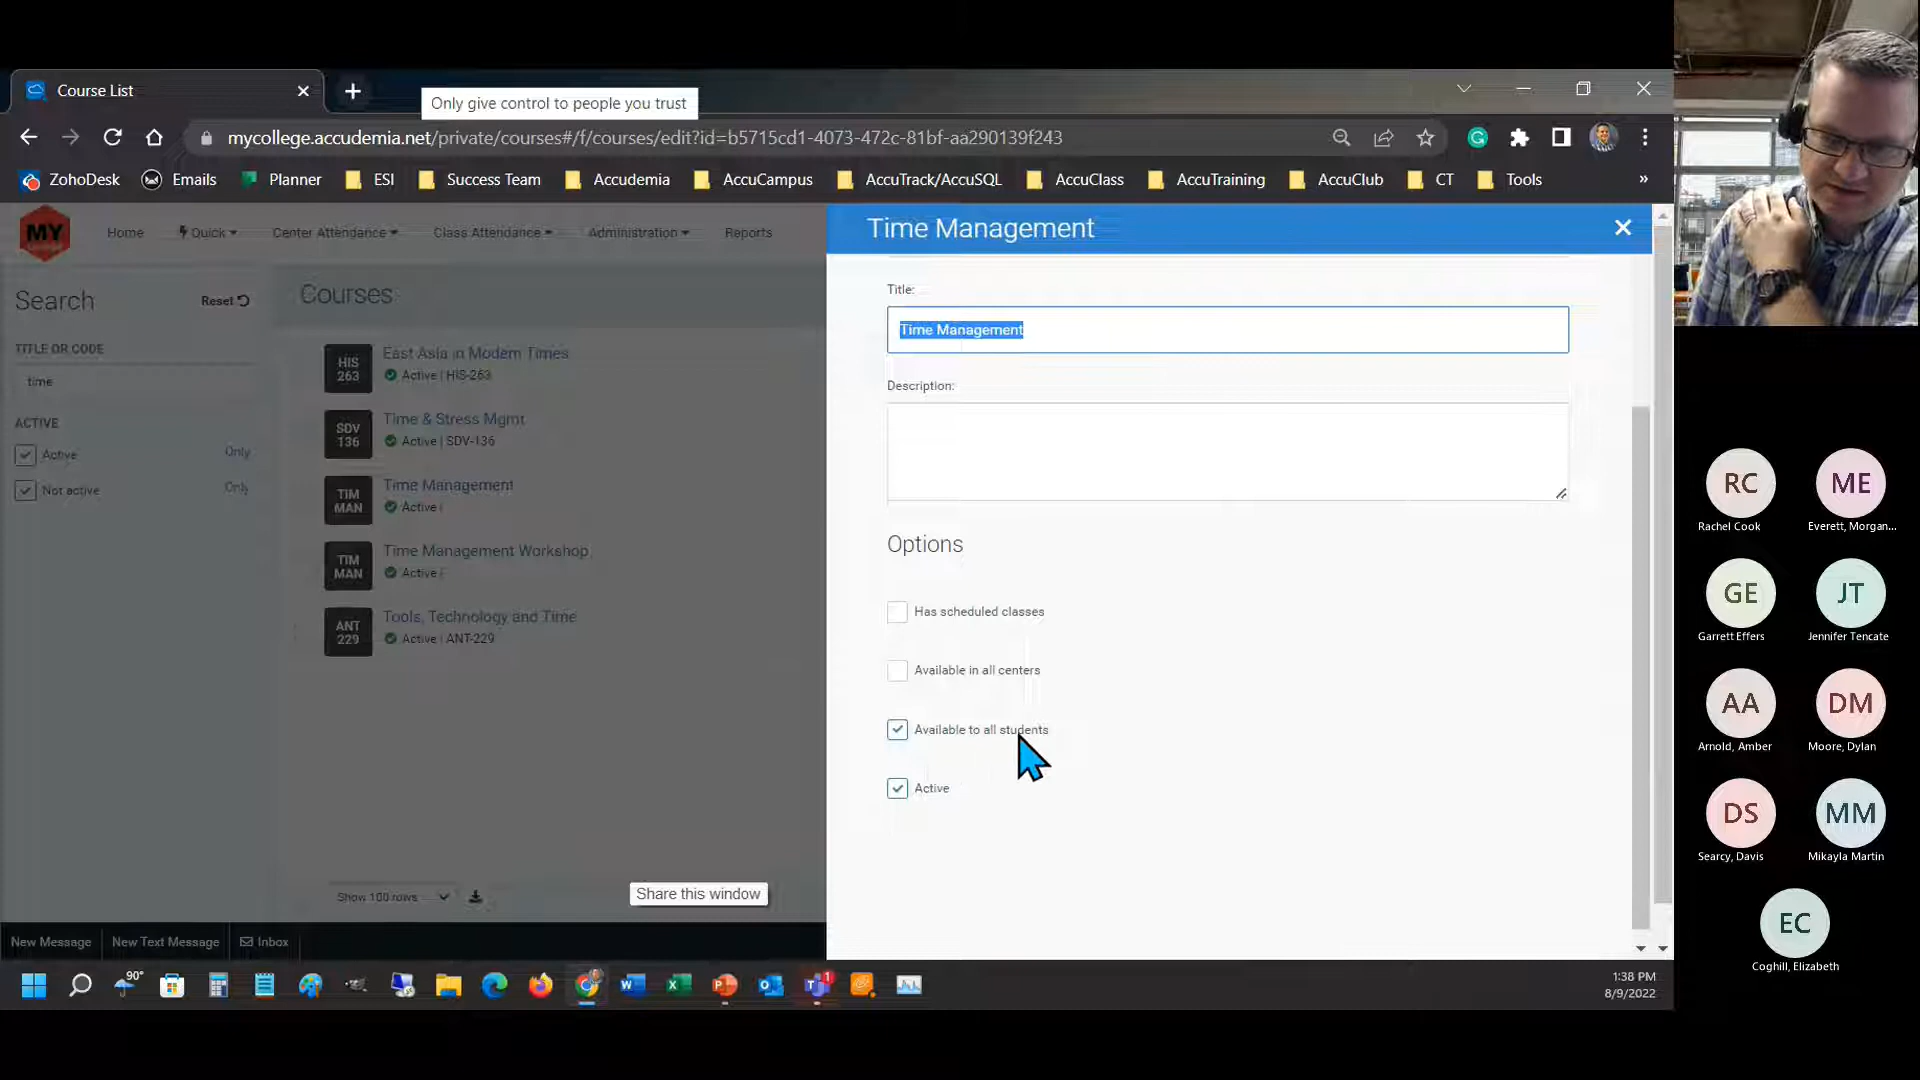 Course List
Only give control to people you trust
mycollege.accudemia.net/private/courses#/f/courses/edit?id=b5715cd1-4073-472c-81bf-aa290139f243
ZohoDesk Emails Planner ESI Success Team Accudemia AccuCampus AccuTrack/AccuSQL AccuClass AccuTraining AccuClub CT Tools »
MY
Home Quick Center Attendance Class Attendance Administration Reports
Time Management
Search Reset
Courses
TITLE OR CODE
time
ACTIVE
Active Only
Not active Only
HIS 263
East Asia in Modern Times
Active | HIS-263
SDV 136
Time & Stress Mgmt
Active | SDV-136
TIM MAN
Time Management
Active |
TIM MAN
Time Management Workshop
Active |
ANT 229
Tools, Technology and Time
Active | ANT-229
Show 100 rows
Share this window
Title:
Time Management
Description:
Options
Has scheduled classes
Available in all centers
Available to all students
Active
New Message New Text Message Inbox
90°
1
1:38 PM
8/9/2022
RC ME
Rachel Cook Everett, Morgan...
GE JT
Garrett Effers Jennifer Tencate
AA DM
Arnold, Amber Moore, Dylan
DS MM
Searcy, Davis Mikayla Martin
EC
Coghill, Elizabeth